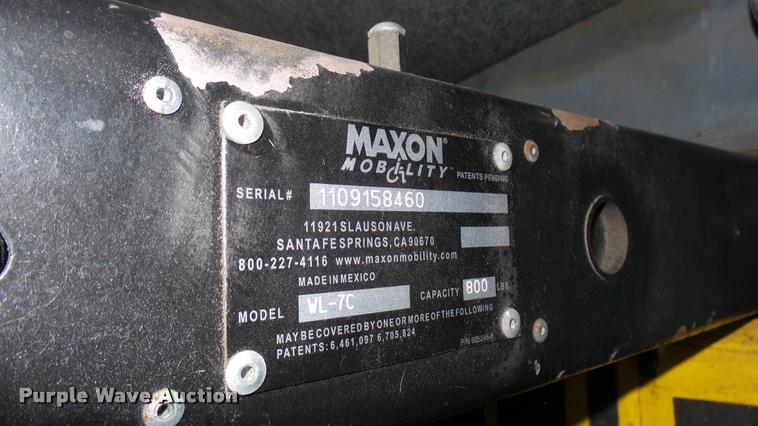 MAXON®
MOBILITY™
PATENTS PENDING
SERIAL# 1109158460
11921 SLAUSON AVE.
SANTA FE SPRINGS, CA 90670
800-227-4116 www.maxonmobility.com
MADE IN MEXICO
MODEL WL-7C CAPACITY 800 LBS
MAY BE COVERED BY ONE OR MORE OF THE FOLLOWING
PATENTS: 6,461,097 6,705,824
P/N
Purple Wave Auction